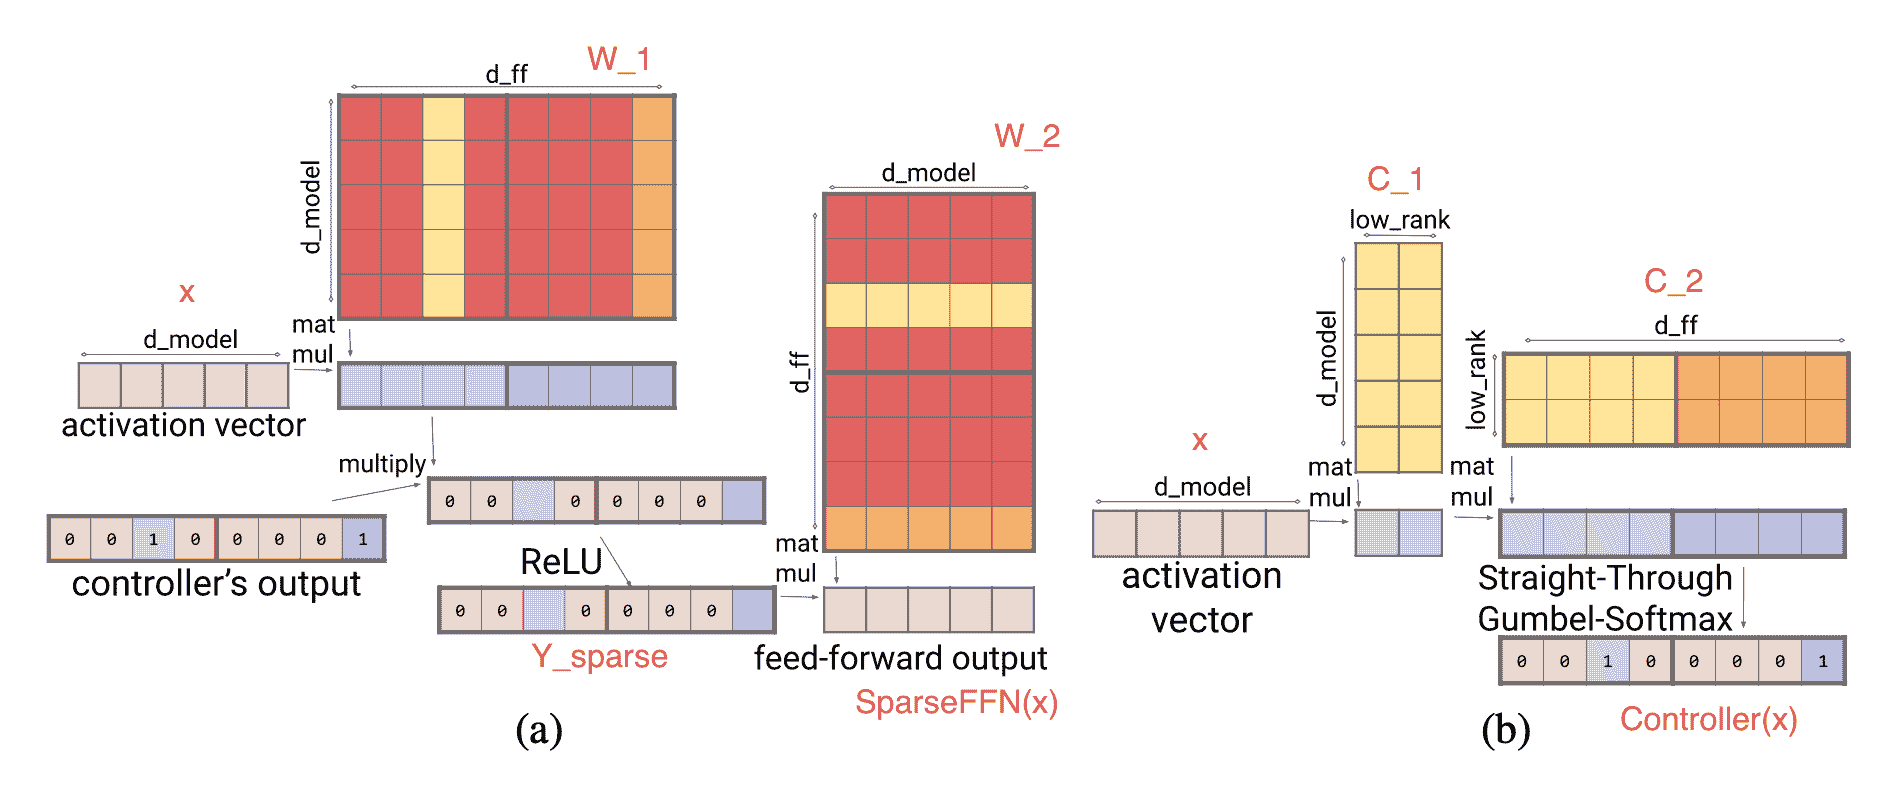 W_1
d_ff
d_model
x
d_model
mat
mul
activation vector
multiply
0 0 0 0 0 0
0 0 1 0 0 0 0 1
controller's output
ReLU
0 0 0 0 0 0
Y_sparse
W_2
d_model
d_ff
mat
mul
feed-forward output
SparseFFN(x)
(a)
C_1
low_rank
d_model
C_2
d_ff
low_rank
x
d_model
mat
mul
mat
mul
activation
vector
Straight-Through
Gumbel-Softmax
0 0 1 0 0 0 0 1
Controller(x)
(b)